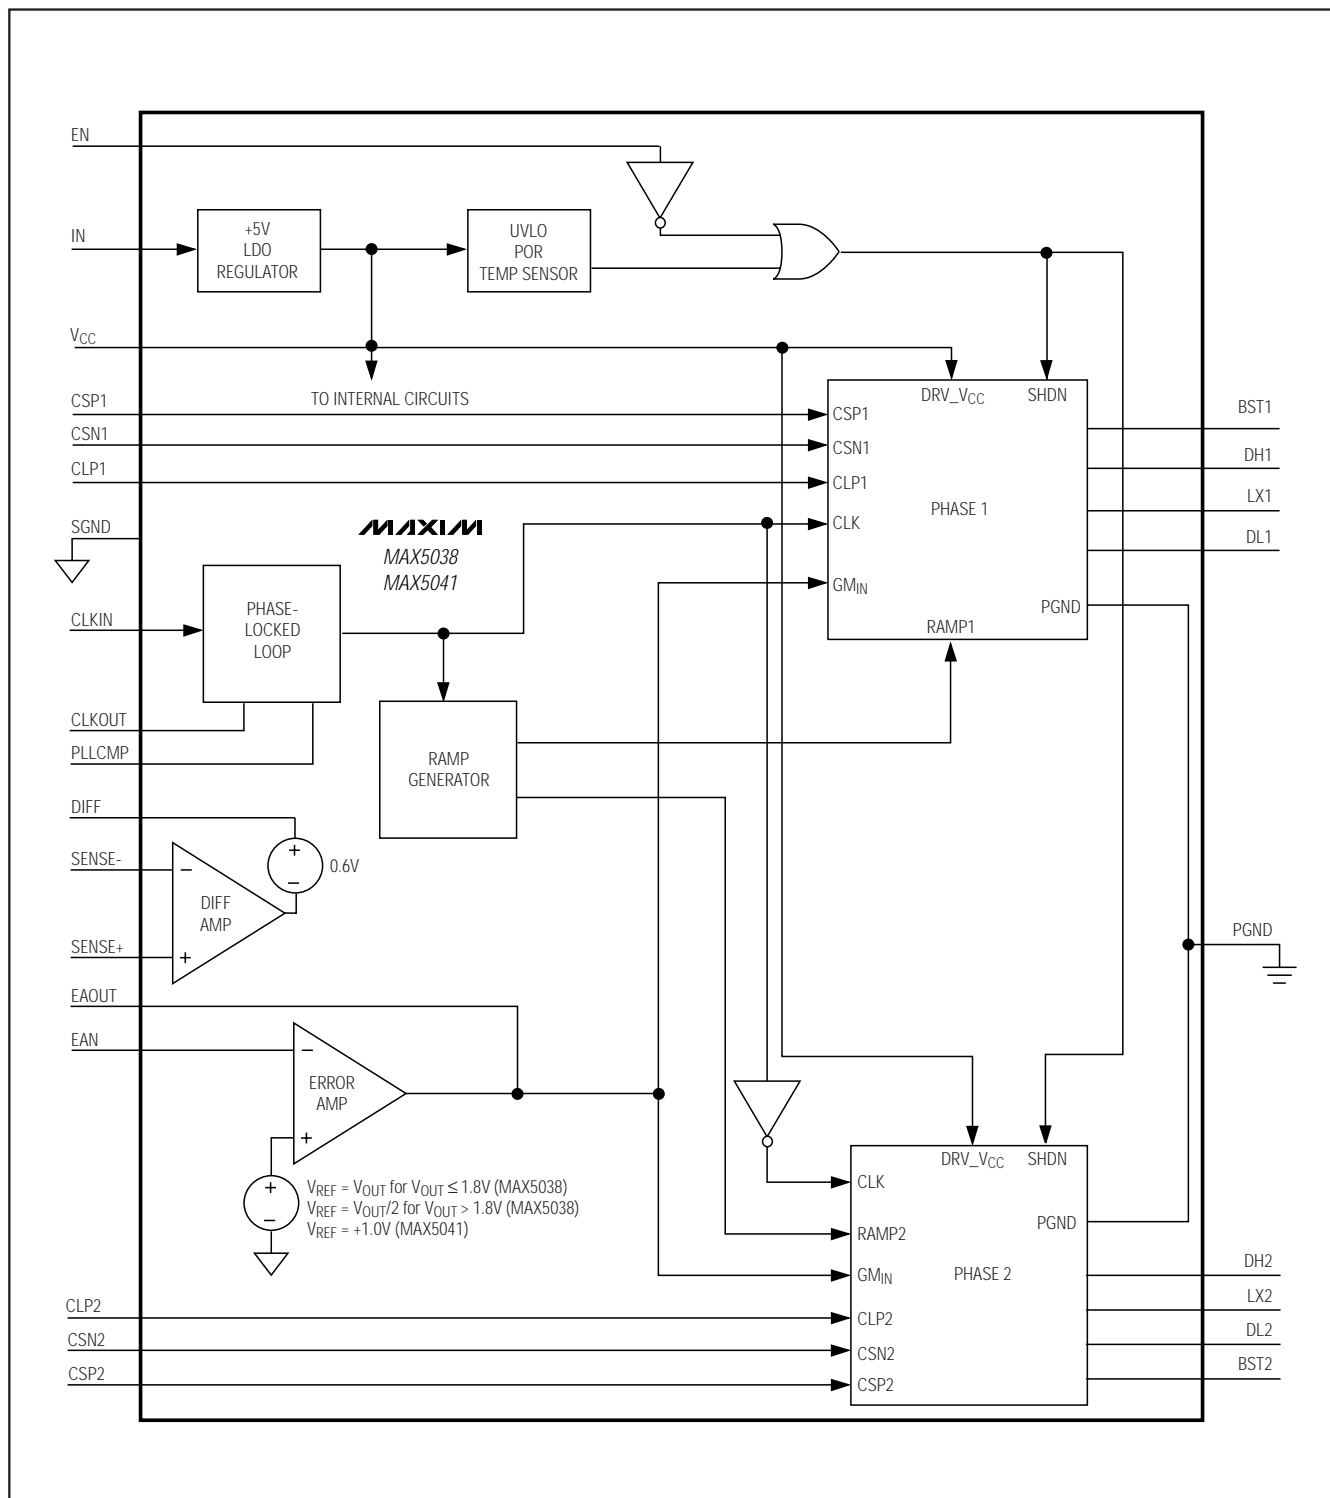 EN
IN
+5V
LDO
REGULATOR
UVLO
POR
TEMP SENSOR
VCC
TO INTERNAL CIRCUITS
CSP1
CSN1
CLP1
SGND
MAXIM
MAX5038
MAX5041
CLKIN
PHASE-
LOCKED
LOOP
CLKOUT
PLLCMP
RAMP
GENERATOR
DIFF
SENSE-
SENSE+
−
+
DIFF
AMP
+
−
0.6V
EAOUT
EAN
−
+
ERROR
AMP
+
−
VREF = VOUT for VOUT ≤ 1.8V (MAX5038)
VREF = VOUT/2 for VOUT > 1.8V (MAX5038)
VREF = +1.0V (MAX5041)
CLP2
CSN2
CSP2
DRV_VCC
SHDN
CSP1
CSN1
CLP1
CLK
GMIN
PHASE 1
PGND
RAMP1
BST1
DH1
LX1
DL1
PGND
DRV_VCC
SHDN
CLK
PGND
RAMP2
GMIN
PHASE 2
CLP2
CSN2
CSP2
DH2
LX2
DL2
BST2